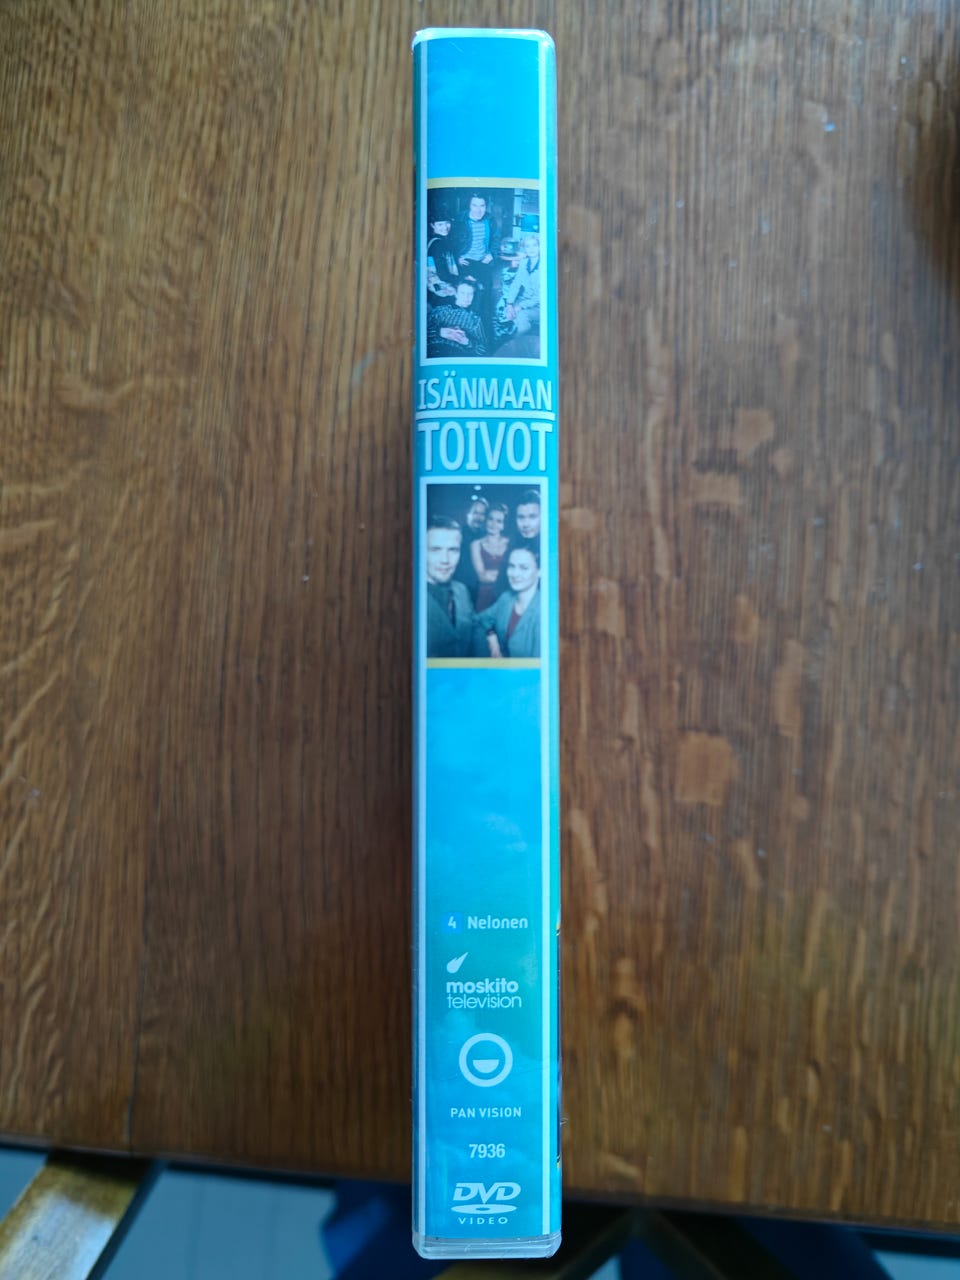 ISÄNMAAN
TOIVOT
4 Nelonen
moskito
television
PAN VISION
7936
DVD
VIDEO